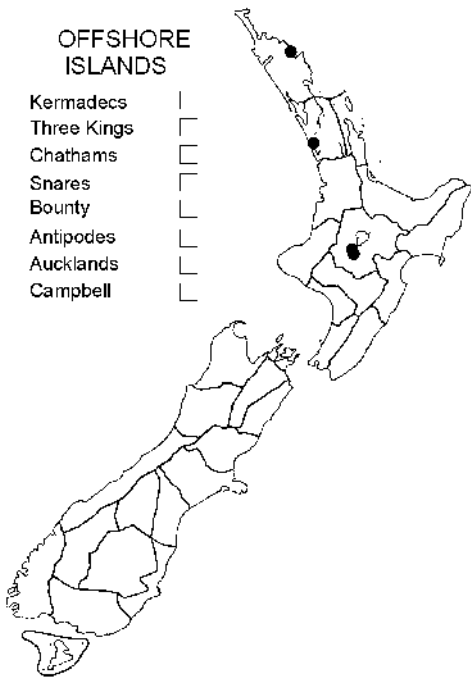 OFFSHORE
ISLANDS
Kermadecs
Three Kings
Chathams
Snares
Bounty
Antipodes
Aucklands
Campbell